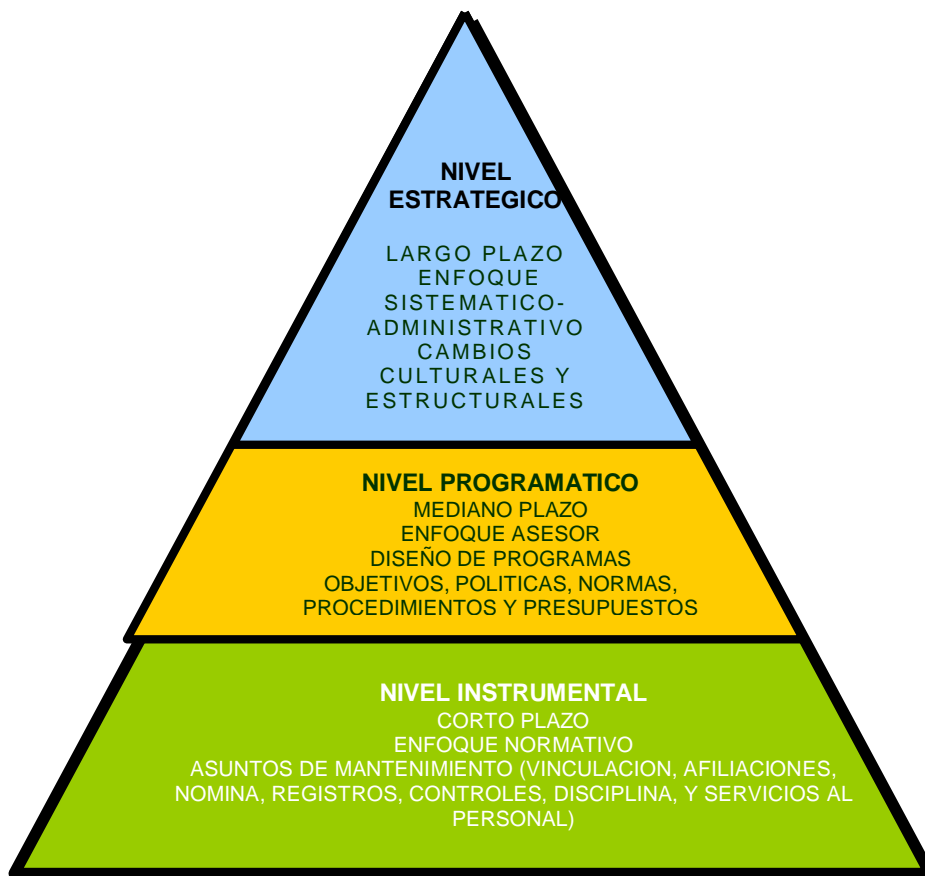 NIVEL
ESTRATEGICO
LARGO PLAZO
ENFOQUE
SISTEMATICO-
ADMINISTRATIVO
CAMBIOS
CULTURALES Y
ESTRUCTURALES
NIVEL PROGRAMATICO
MEDIANO PLAZO
ENFOQUE ASESOR
DISEÑO DE PROGRAMAS
OBJETIVOS, POLITICAS, NORMAS,
PROCEDIMIENTOS Y PRESUPUESTOS
NIVEL INSTRUMENTAL
CORTO PLAZO
ENFOQUE NORMATIVO
ASUNTOS DE MANTENIMIENTO (VINCULACION, AFILIACIONES,
NOMINA, REGISTROS, CONTROLES, DISCIPLINA, Y SERVICIOS AL
PERSONAL)